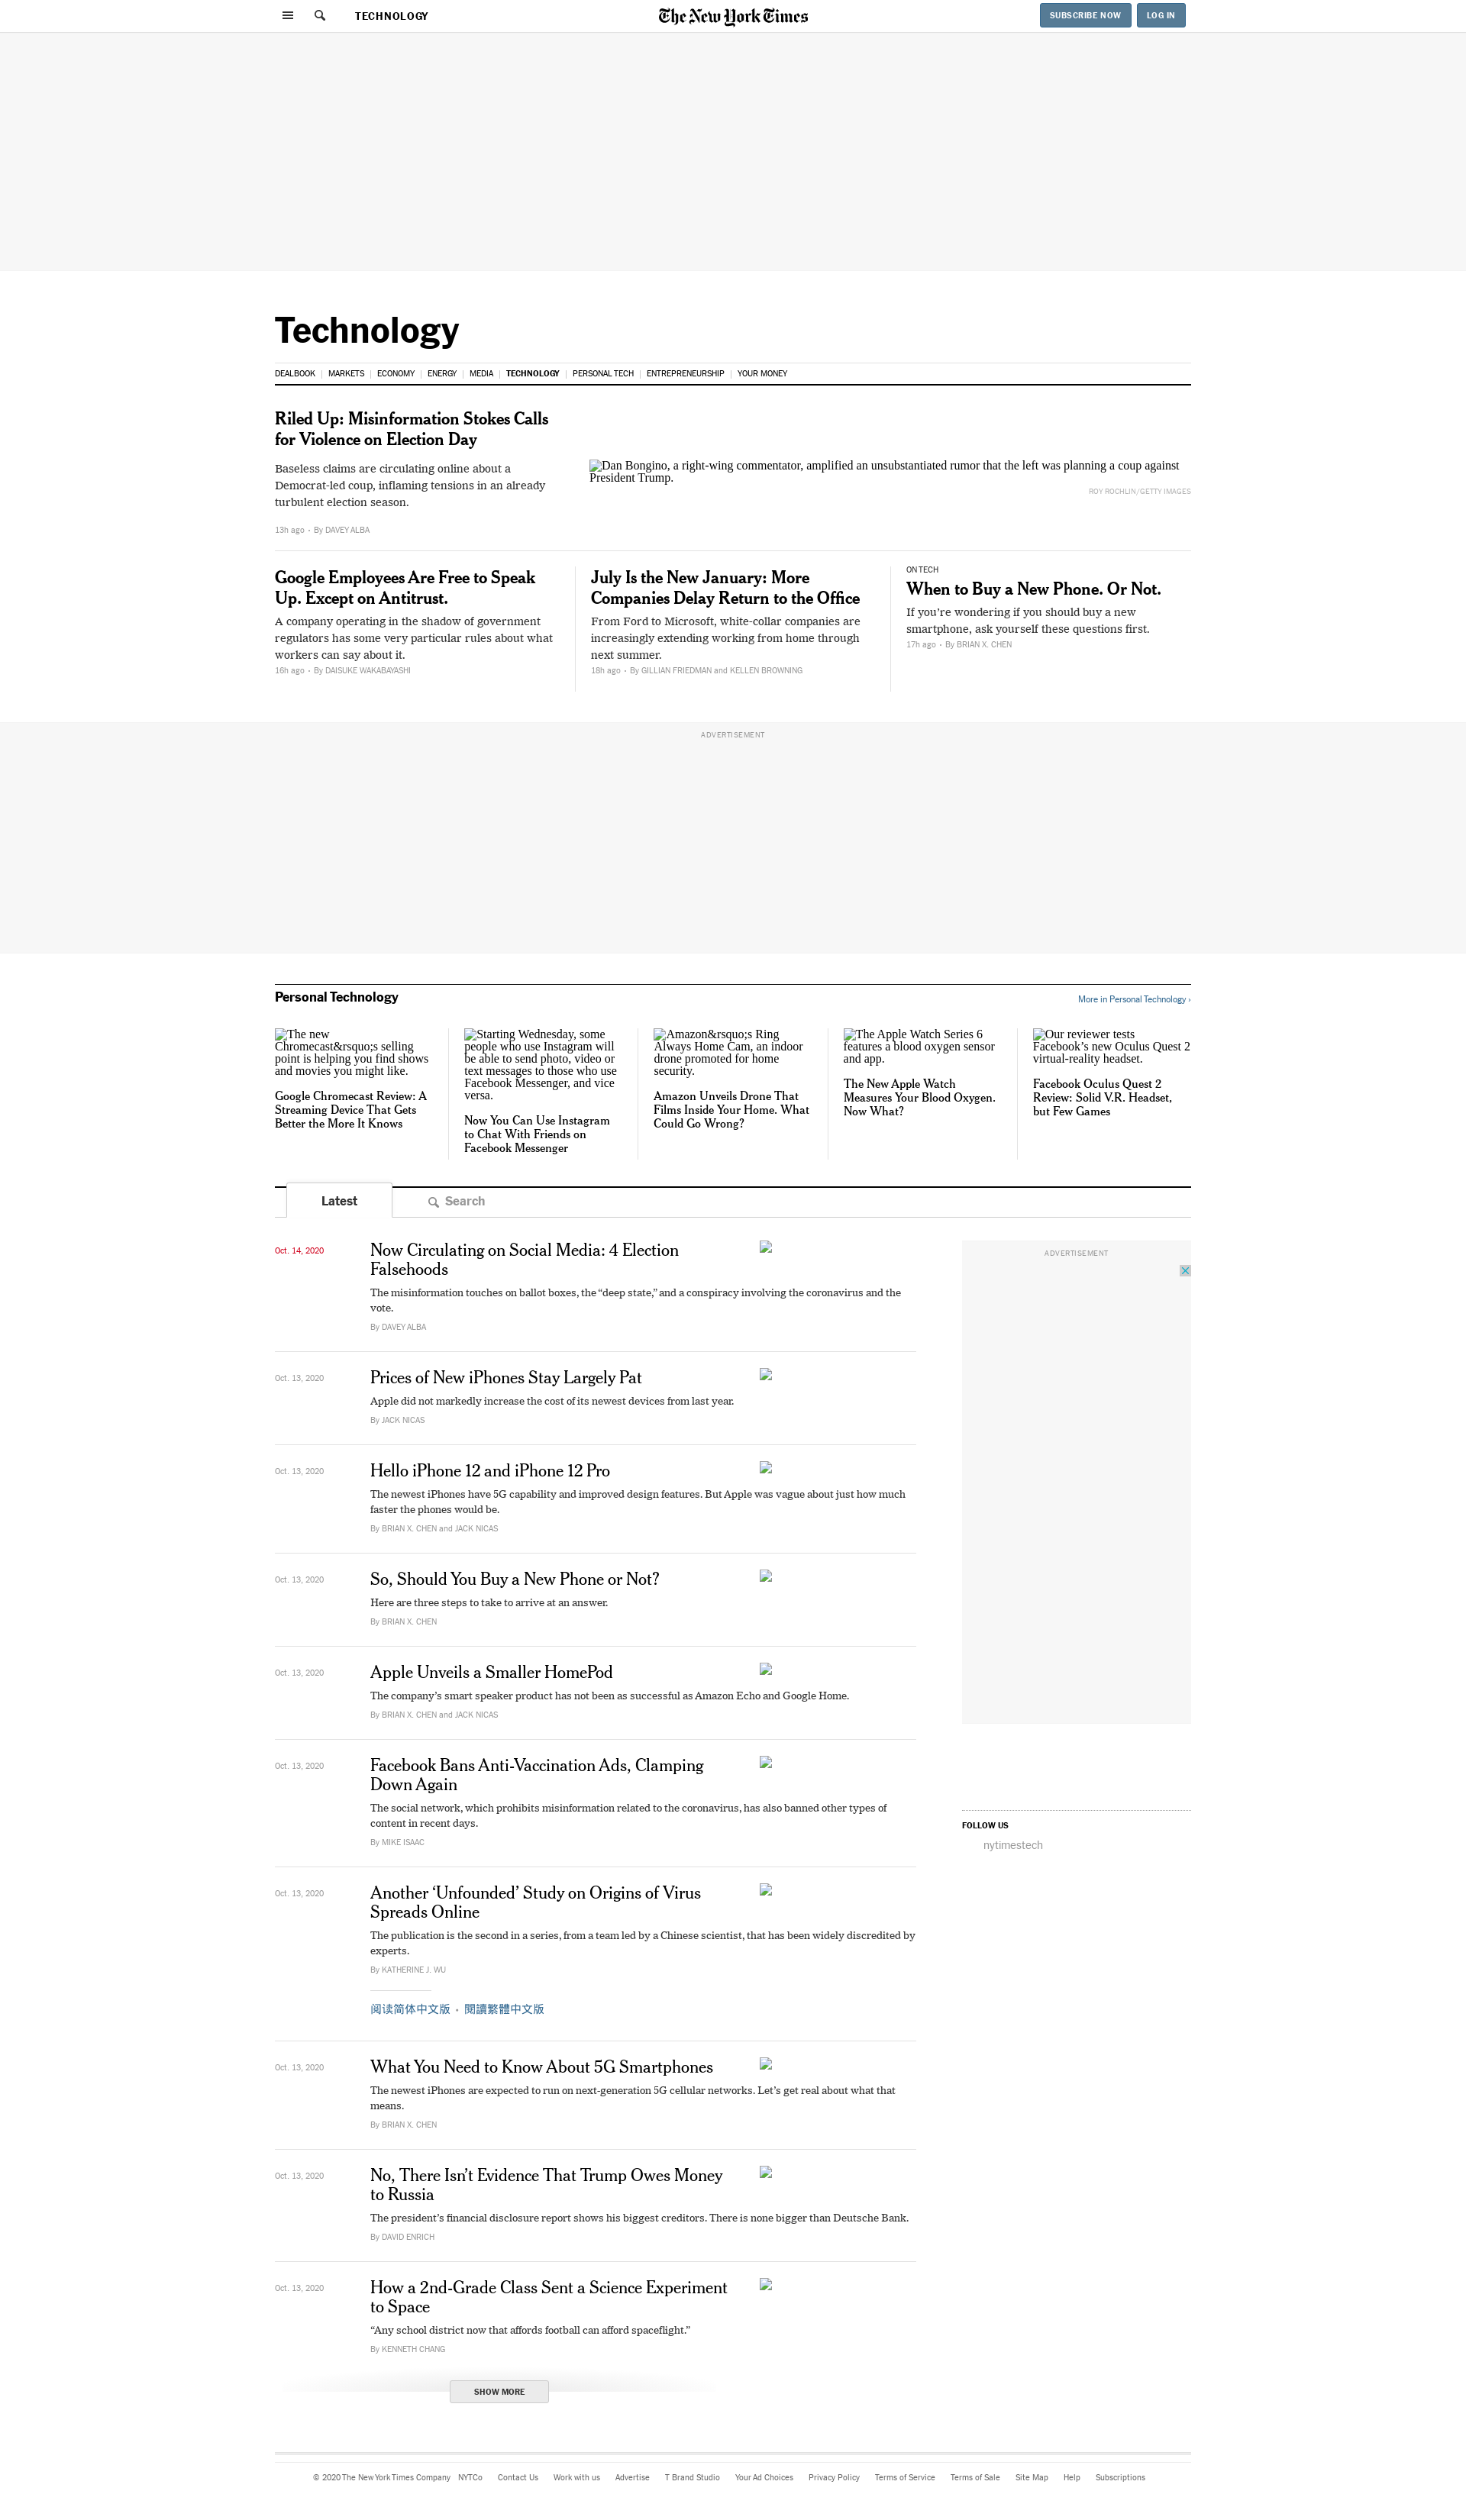 TECHNOLOGY
The New York Times
SUBSCRIBE NOW
LOG IN
Technology
DEALBOOK
MARKETS
ECONOMY
ENERGY
MEDIA
TECHNOLOGY
PERSONAL TECH
ENTREPRENEURSHIP
YOUR MONEY
Riled Up: Misinformation Stokes Calls
for Violence on Election Day
Baseless claims are circulating online about a
Democrat-led coup, inflaming tensions in an already
turbulent election season.
13h ago • By DAVEY ALBA
Dan Bongino, a right-wing commentator, amplified an unsubstantiated rumor that the left was planning a coup against
President Trump.
ROY ROCHLIN/GETTY IMAGES
Google Employees Are Free to Speak
Up. Except on Antitrust.
A company operating in the shadow of government
regulators has some very particular rules about what
workers can say about it.
16h ago • By DAISUKE WAKABAYASHI
July Is the New January: More
Companies Delay Return to the Office
From Ford to Microsoft, white-collar companies are
increasingly extending working from home through
next summer.
18h ago • By GILLIAN FRIEDMAN and KELLEN BROWNING
ON TECH
When to Buy a New Phone. Or Not.
If you’re wondering if you should buy a new
smartphone, ask yourself these questions first.
17h ago • By BRIAN X. CHEN
ADVERTISEMENT
Personal Technology
More in Personal Technology ›
The new
Chromecast&rsquo;s selling
point is helping you find shows
and movies you might like.
Google Chromecast Review: A
Streaming Device That Gets
Better the More It Knows
Starting Wednesday, some
people who use Instagram will
be able to send photo, video or
text messages to those who use
Facebook Messenger, and vice
versa.
Now You Can Use Instagram
to Chat With Friends on
Facebook Messenger
Amazon&rsquo;s Ring
Always Home Cam, an indoor
drone promoted for home
security.
Amazon Unveils Drone That
Films Inside Your Home. What
Could Go Wrong?
The Apple Watch Series 6
features a blood oxygen sensor
and app.
The New Apple Watch
Measures Your Blood Oxygen.
Now What?
Our reviewer tests
Facebook’s new Oculus Quest 2
virtual-reality headset.
Facebook Oculus Quest 2
Review: Solid V.R. Headset,
but Few Games
Latest
Search
Oct. 14, 2020
Now Circulating on Social Media: 4 Election
Falsehoods
The misinformation touches on ballot boxes, the “deep state,” and a conspiracy involving the coronavirus and the
vote.
By DAVEY ALBA
Oct. 13, 2020
Prices of New iPhones Stay Largely Pat
Apple did not markedly increase the cost of its newest devices from last year.
By JACK NICAS
Oct. 13, 2020
Hello iPhone 12 and iPhone 12 Pro
The newest iPhones have 5G capability and improved design features. But Apple was vague about just how much
faster the phones would be.
By BRIAN X. CHEN and JACK NICAS
Oct. 13, 2020
So, Should You Buy a New Phone or Not?
Here are three steps to take to arrive at an answer.
By BRIAN X. CHEN
Oct. 13, 2020
Apple Unveils a Smaller HomePod
The company’s smart speaker product has not been as successful as Amazon Echo and Google Home.
By BRIAN X. CHEN and JACK NICAS
Oct. 13, 2020
Facebook Bans Anti-Vaccination Ads, Clamping
Down Again
The social network, which prohibits misinformation related to the coronavirus, has also banned other types of
content in recent days.
By MIKE ISAAC
Oct. 13, 2020
Another ‘Unfounded’ Study on Origins of Virus
Spreads Online
The publication is the second in a series, from a team led by a Chinese scientist, that has been widely discredited by
experts.
By KATHERINE J. WU
阅读简体中文版 • 閱讀繁體中文版
Oct. 13, 2020
What You Need to Know About 5G Smartphones
The newest iPhones are expected to run on next-generation 5G cellular networks. Let’s get real about what that
means.
By BRIAN X. CHEN
Oct. 13, 2020
No, There Isn’t Evidence That Trump Owes Money
to Russia
The president’s financial disclosure report shows his biggest creditors. There is none bigger than Deutsche Bank.
By DAVID ENRICH
Oct. 13, 2020
How a 2nd-Grade Class Sent a Science Experiment
to Space
“Any school district now that affords football can afford spaceflight.”
By KENNETH CHANG
SHOW MORE
ADVERTISEMENT
FOLLOW US
nytimestech
© 2020 The New York Times Company
NYTCo
Contact Us
Work with us
Advertise
T Brand Studio
Your Ad Choices
Privacy Policy
Terms of Service
Terms of Sale
Site Map
Help
Subscriptions